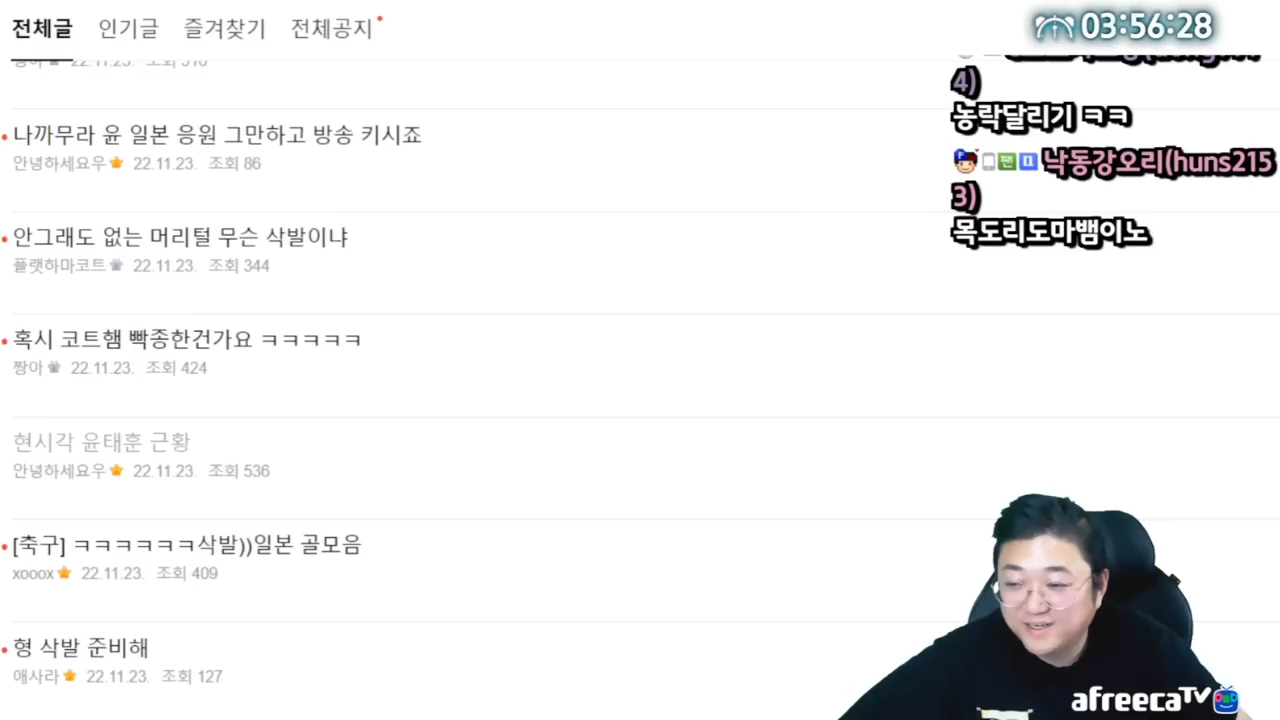 전체글 인기글 즐겨찾기 전체공지
03:56:28
22.11.23. 조회 310
4)
농락달리기 ㅋㅋ
나까무라 윤 일본 응원 그만하고 방송 키시죠
안녕하세요우 22.11.23. 조회 86
팬 낙동강오리(huns215
3)
목도리도마뱀이노
안그래도 없는 머리털 무슨 삭발이냐
플랫하마코트 22.11.23. 조회 344
혹시 코트햄 빡종한건가요 ㅋㅋㅋㅋㅋ
짱아 22.11.23. 조회 424
현시각 윤태훈 근황
안녕하세요우 22.11.23. 조회 536
[축구] ㅋㅋㅋㅋㅋㅋ삭발))일본 골모음
xooox 22.11.23. 조회 409
형 삭발 준비해
애사라 22.11.23. 조회 127
afreecaTV